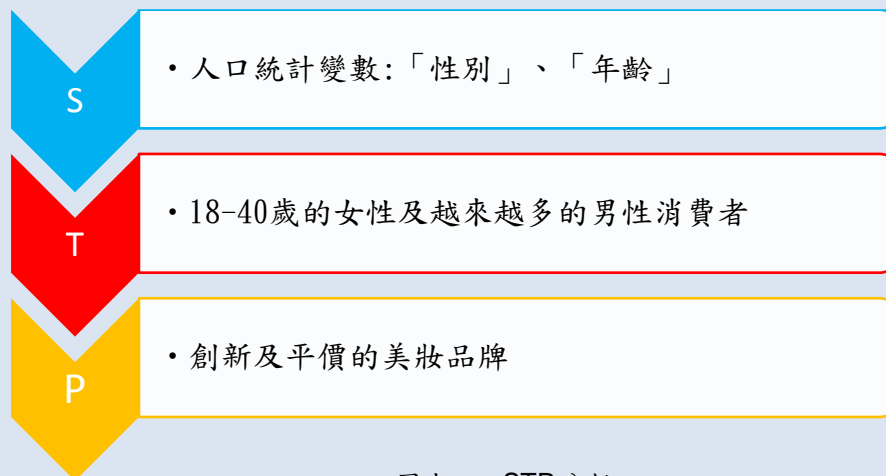 S
・人口統計變數:「性別」、「年齡」
T
・18-40歲的女性及越來越多的男性消費者
P
・創新及平價的美妝品牌
STP